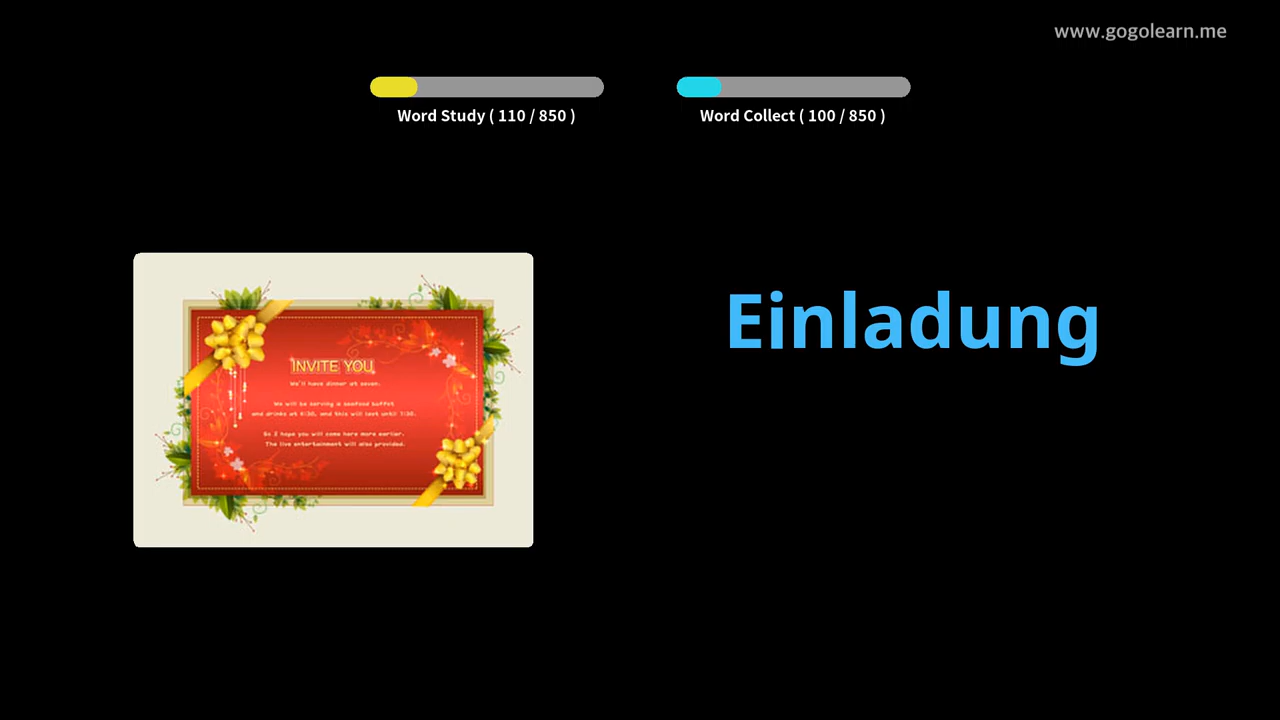 www.gogolearn.me
Word Study ( 110 / 850 )
Word Collect ( 100 / 850 )
INVITE YOU
We'll have dinner at seven.
We will be serving a seafood buffet
and drinks at 6:30, and this will last until 7:30.
So I hope you will come here more earlier.
The live entertainment will also provided.
Einladung